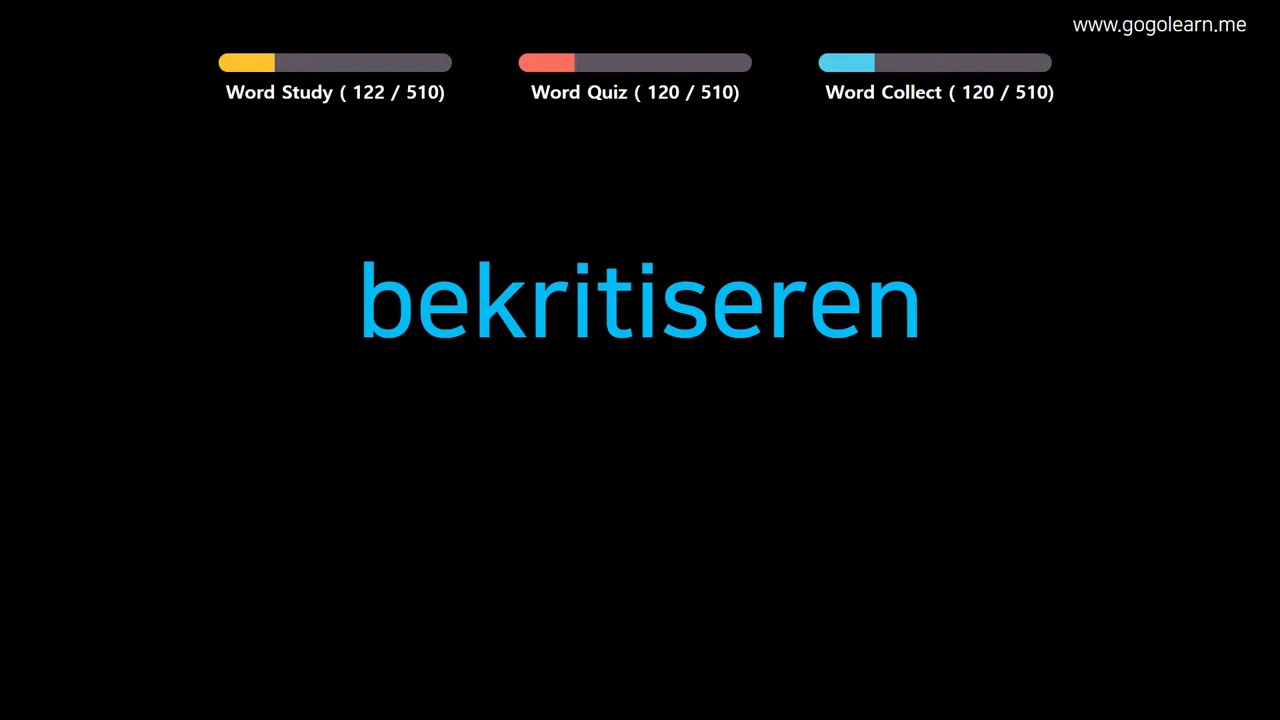 www.gogolearn.me
Word Study ( 122 / 510)
Word Quiz ( 120 / 510)
Word Collect ( 120 / 510)
bekritiseren